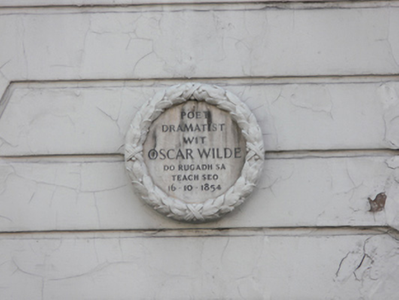 POET
DRAMATIST
WIT
OSCAR WILDE
DO RUGADH SA
TEACH SEO
16-10-1854